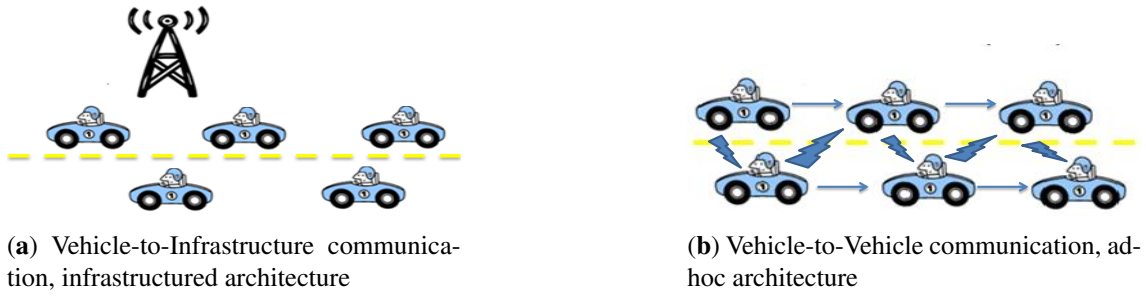 (a) Vehicle-to-Infrastructure communica-
tion, infrastructured architecture
(b) Vehicle-to-Vehicle communication, ad-
hoc architecture